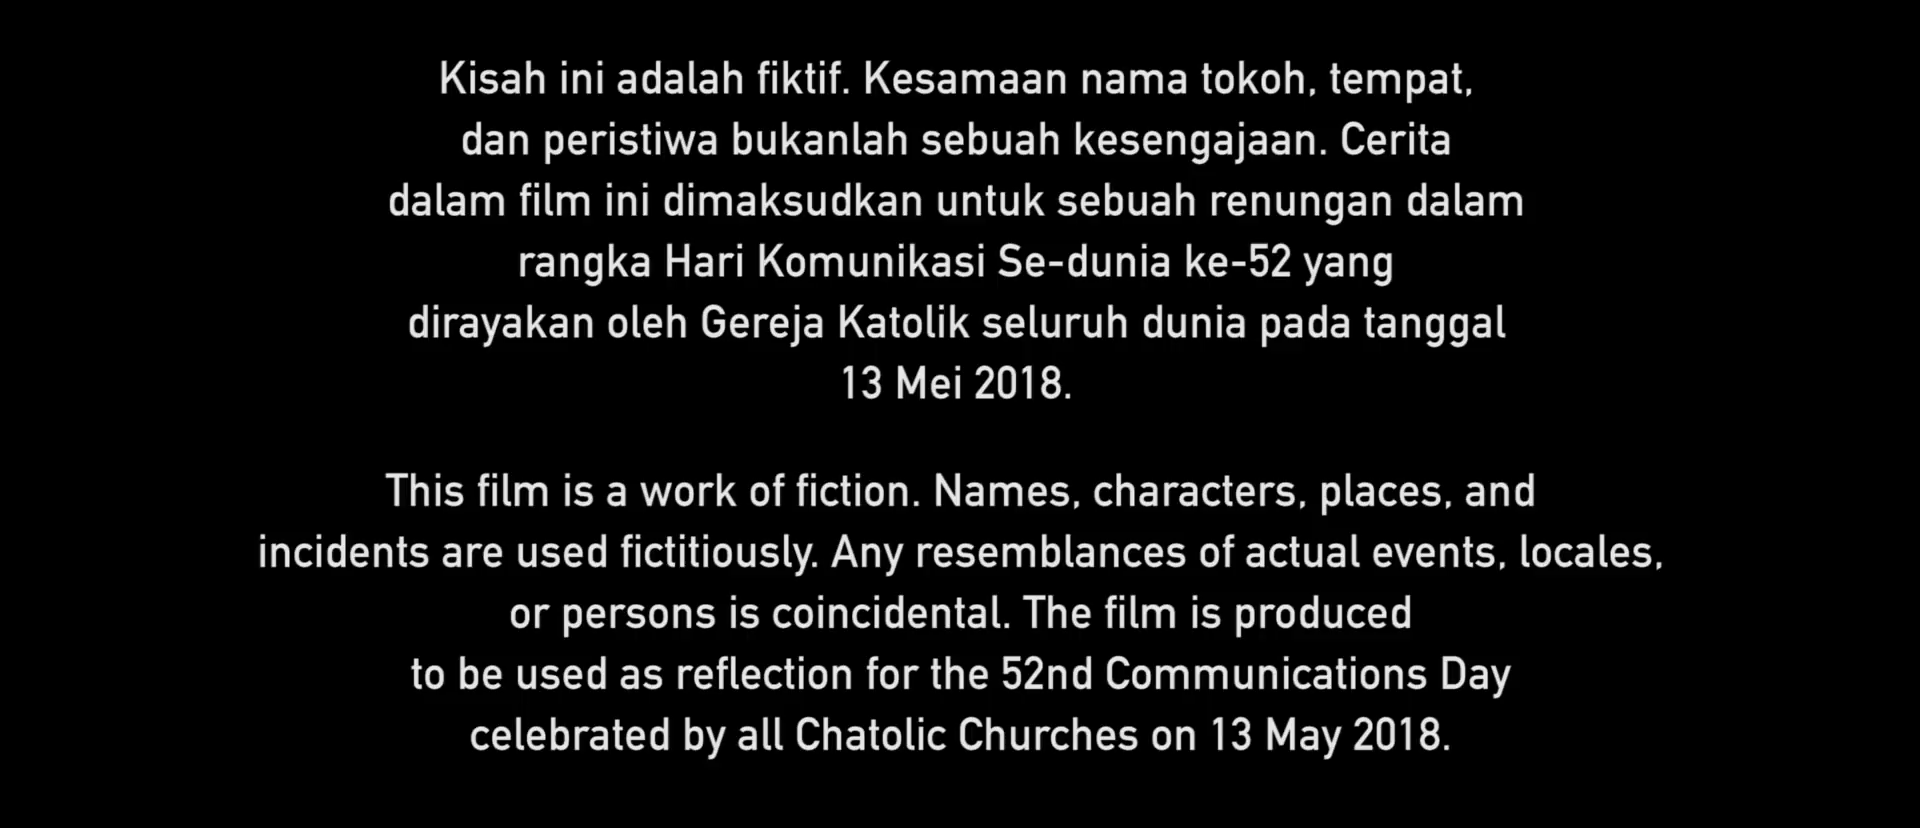 Kisah ini adalah fiktif. Kesamaan nama tokoh, tempat,
dan peristiwa bukanlah sebuah kesengajaan. Cerita
dalam film ini dimaksudkan untuk sebuah renungan dalam
rangka Hari Komunikasi Se-dunia ke-52 yang
dirayakan oleh Gereja Katolik seluruh dunia pada tanggal
13 Mei 2018.
This film is a work of fiction. Names, characters, places, and
incidents are used fictitiously. Any resemblances of actual events, locales,
or persons is coincidental. The film is produced
to be used as reflection for the 52nd Communications Day
celebrated by all Chatolic Churches on 13 May 2018.